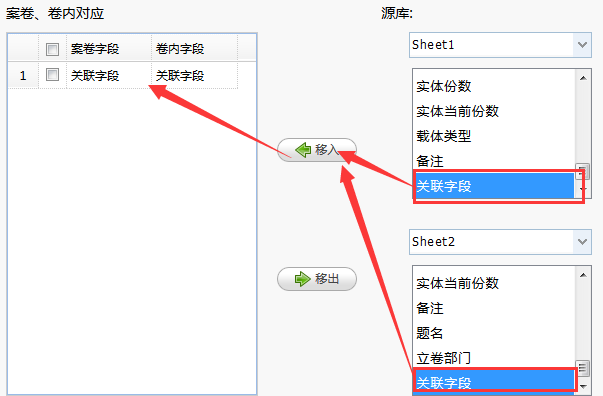 案卷、卷内对应
案卷字段 卷内字段
1 关联字段 关联字段
移入
移出
源库:
Sheet1
实体份数
实体当前份数
载体类型
备注
关联字段
Sheet2
实体当前份数
备注
题名
立卷部门
关联字段